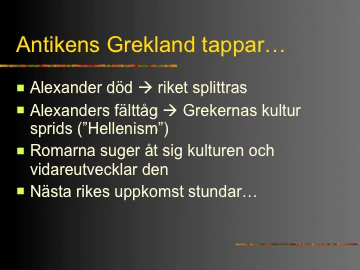 Antikens Grekland tappar…
Alexander död → riket splittras
Alexanders fälttåg → Grekernas kultur
sprids (”Hellenism”)
Romarna suger åt sig kulturen och
vidareutvecklar den
Nästa rikes uppkomst stundar…